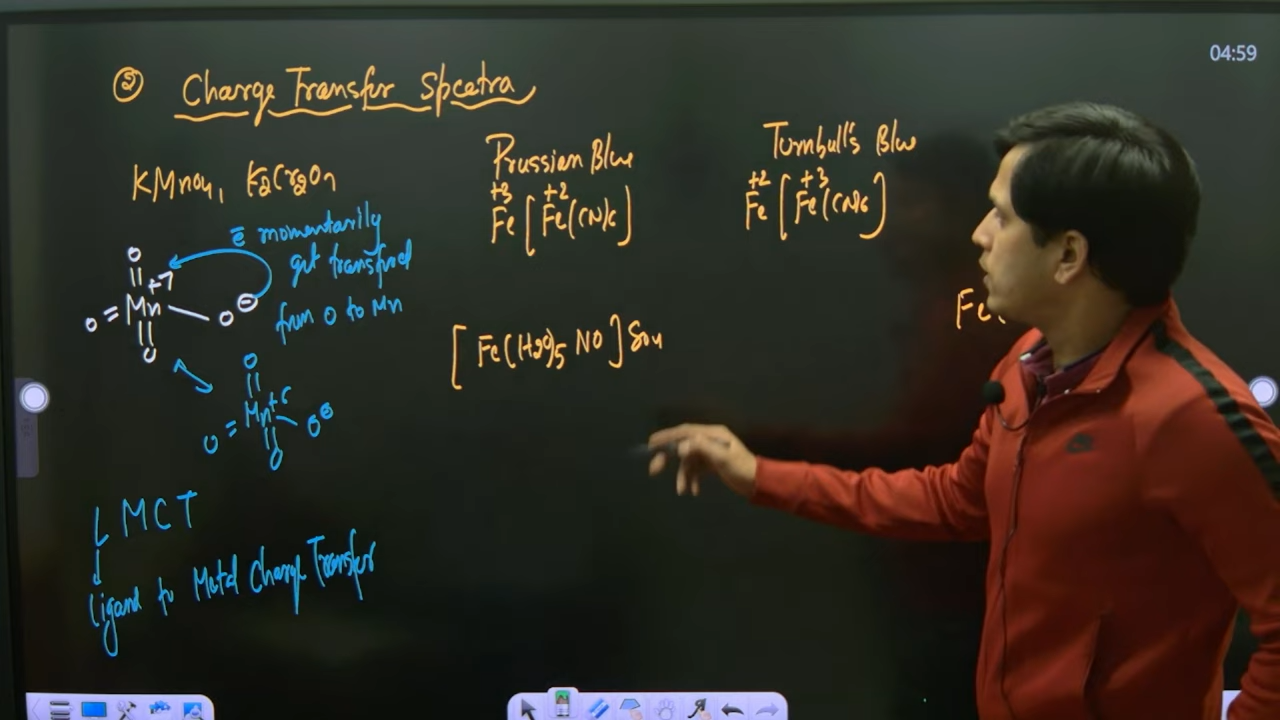 04:59
② Charge Transfer Spectra
KMnO4, K2Cr2O7
Prussian Blue
+3 +2
Fe[Fe(CN)6]
Turnbull's Blue
+2 +3
Fe[Fe(CN)6]
ē momentarily
get transfered
from O to Mn
O
+7
O=Mn—O⊖
O
[Fe(H2O)5 NO]SO4
Fe(
O
+6
O=Mn—O⊖
O
LMCT
Ligand to Metal Charge Transfer